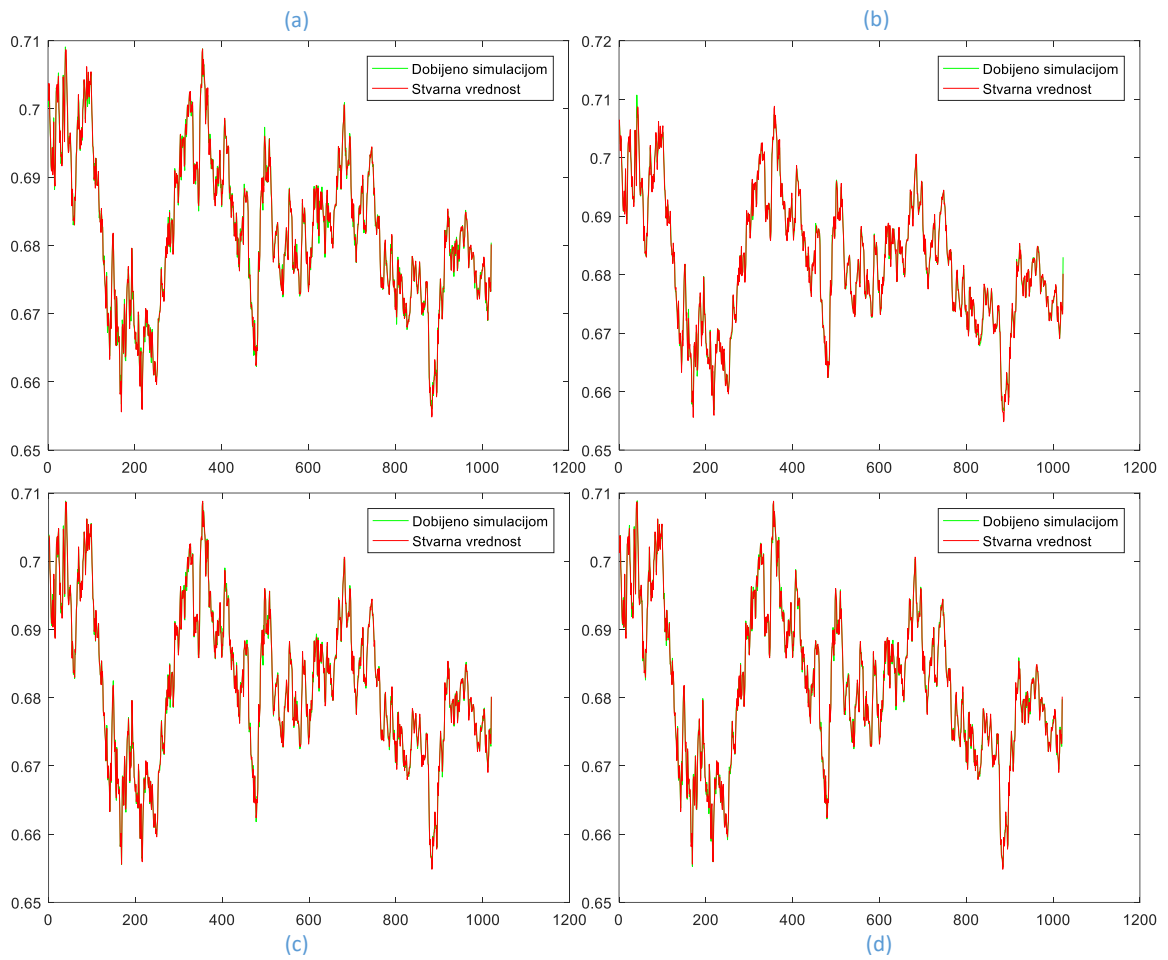 (a)
0.71
0.7
0.69
0.68
0.67
0.66
0.65
0 200 400 600 800 1000 1200
Dobijeno simulacijom
Stvarna vrednost
(b)
0.72
0.71
0.7
0.69
0.68
0.67
0.66
0.65
0 200 400 600 800 1000 1200
Dobijeno simulacijom
Stvarna vrednost
0.71
0.7
0.69
0.68
0.67
0.66
0.65
0 200 400 600 800 1000 1200
Dobijeno simulacijom
Stvarna vrednost
(c)
0.71
0.7
0.69
0.68
0.67
0.66
0.65
0 200 400 600 800 1000 1200
Dobijeno simulacijom
Stvarna vrednost
(d)